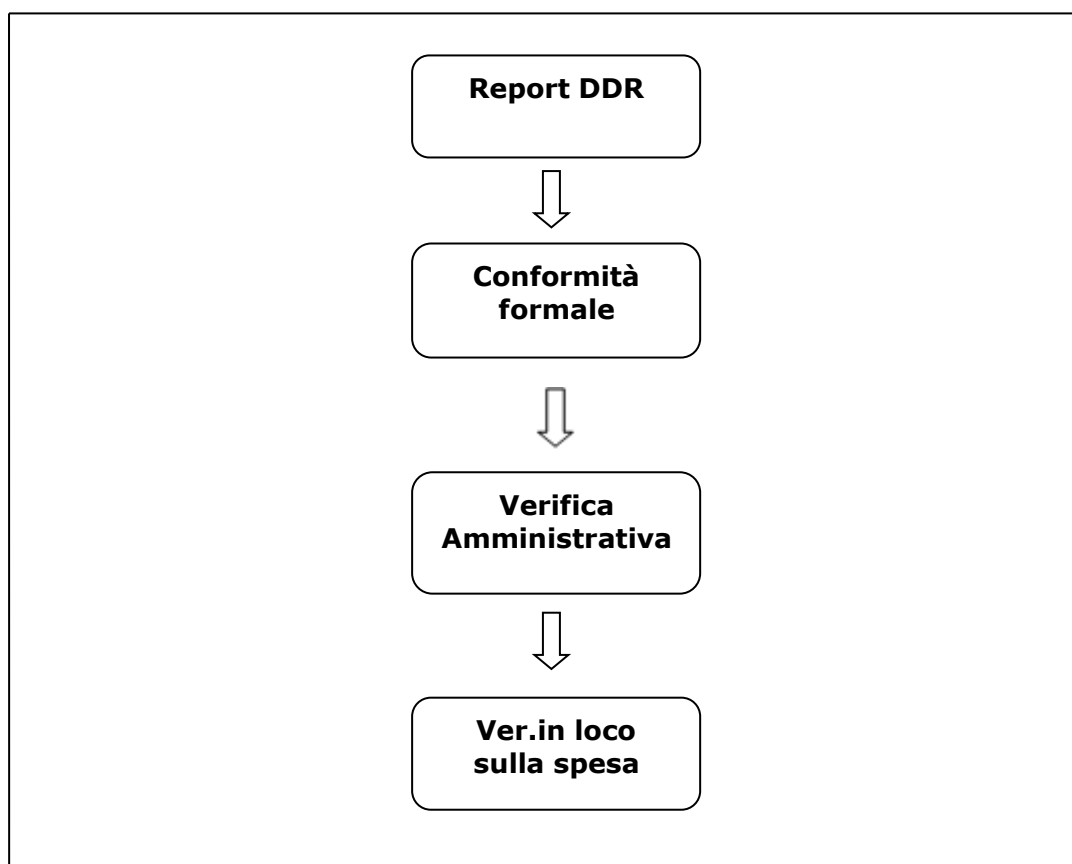 Report DDR
Conformità
formale
Verifica
Amministrativa
Ver.in loco
sulla spesa